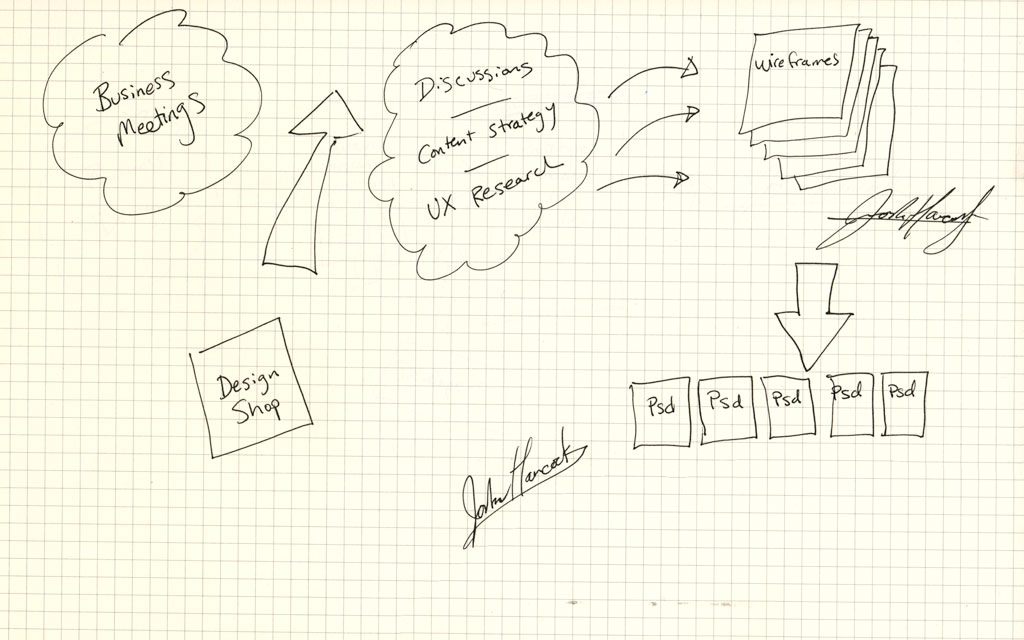 Business
Meetings
Discussions
Content Strategy
UX Research
wireframes
John Hancock
Psd
Psd
Psd
Psd
Psd
Design
Shop
John Hancock